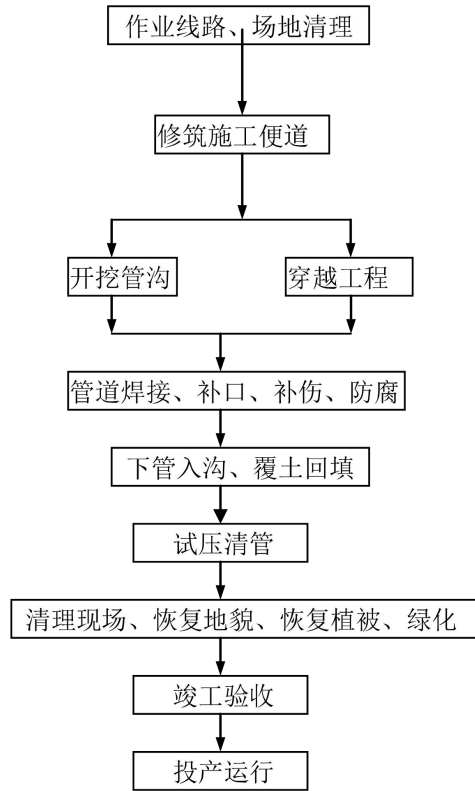 作业线路、场地清理
修筑施工便道
开挖管沟
穿越工程
管道焊接、补口、补伤、防腐
下管入沟、覆土回填
试压清管
清理现场、恢复地貌、恢复植被、绿化
竣工验收
投产运行